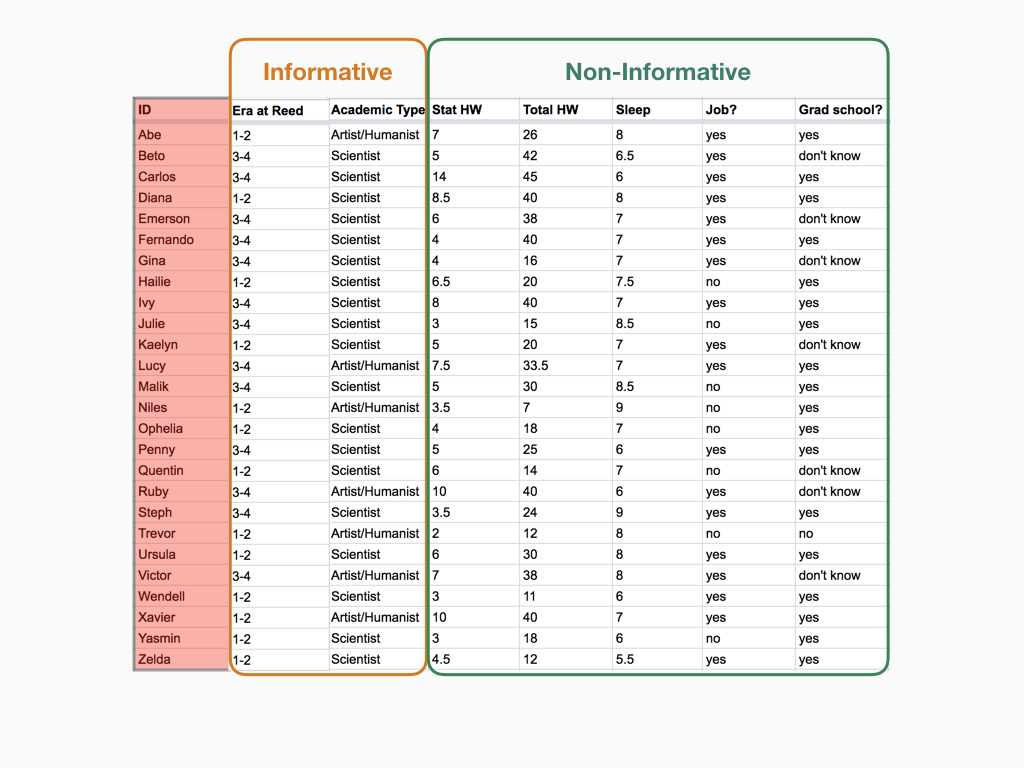 Informative Non-Informative
ID Era at Reed Academic Type Stat HW Total HW Sleep Job? Grad school?
Abe 1-2 Artist/Humanist 7 26 8 yes yes
Beto 3-4 Scientist 5 42 6.5 yes don't know
Carlos 3-4 Scientist 14 45 6 yes yes
Diana 1-2 Scientist 8.5 40 8 yes yes
Emerson 3-4 Scientist 6 38 7 yes don't know
Fernando 3-4 Scientist 4 40 7 yes yes
Gina 3-4 Scientist 4 16 7 yes don't know
Hailie 1-2 Scientist 6.5 20 7.5 no yes
Ivy 3-4 Scientist 8 40 7 yes yes
Julie 3-4 Scientist 3 15 8.5 no yes
Kaelyn 1-2 Scientist 5 20 7 yes don't know
Lucy 3-4 Artist/Humanist 7.5 33.5 7 yes yes
Malik 3-4 Scientist 5 30 8.5 no yes
Niles 1-2 Artist/Humanist 3.5 7 9 no yes
Ophelia 1-2 Scientist 4 18 7 no yes
Penny 3-4 Scientist 5 25 6 yes yes
Quentin 1-2 Scientist 6 14 7 no don't know
Ruby 3-4 Artist/Humanist 10 40 6 yes don't know
Steph 3-4 Scientist 3.5 24 9 yes yes
Trevor 1-2 Artist/Humanist 2 12 8 no no
Ursula 1-2 Scientist 6 30 8 yes yes
Victor 3-4 Artist/Humanist 7 38 8 yes don't know
Wendell 1-2 Scientist 3 11 6 yes yes
Xavier 1-2 Artist/Humanist 10 40 7 yes yes
Yasmin 1-2 Scientist 3 18 6 no yes
Zelda 1-2 Scientist 4.5 12 5.5 yes yes